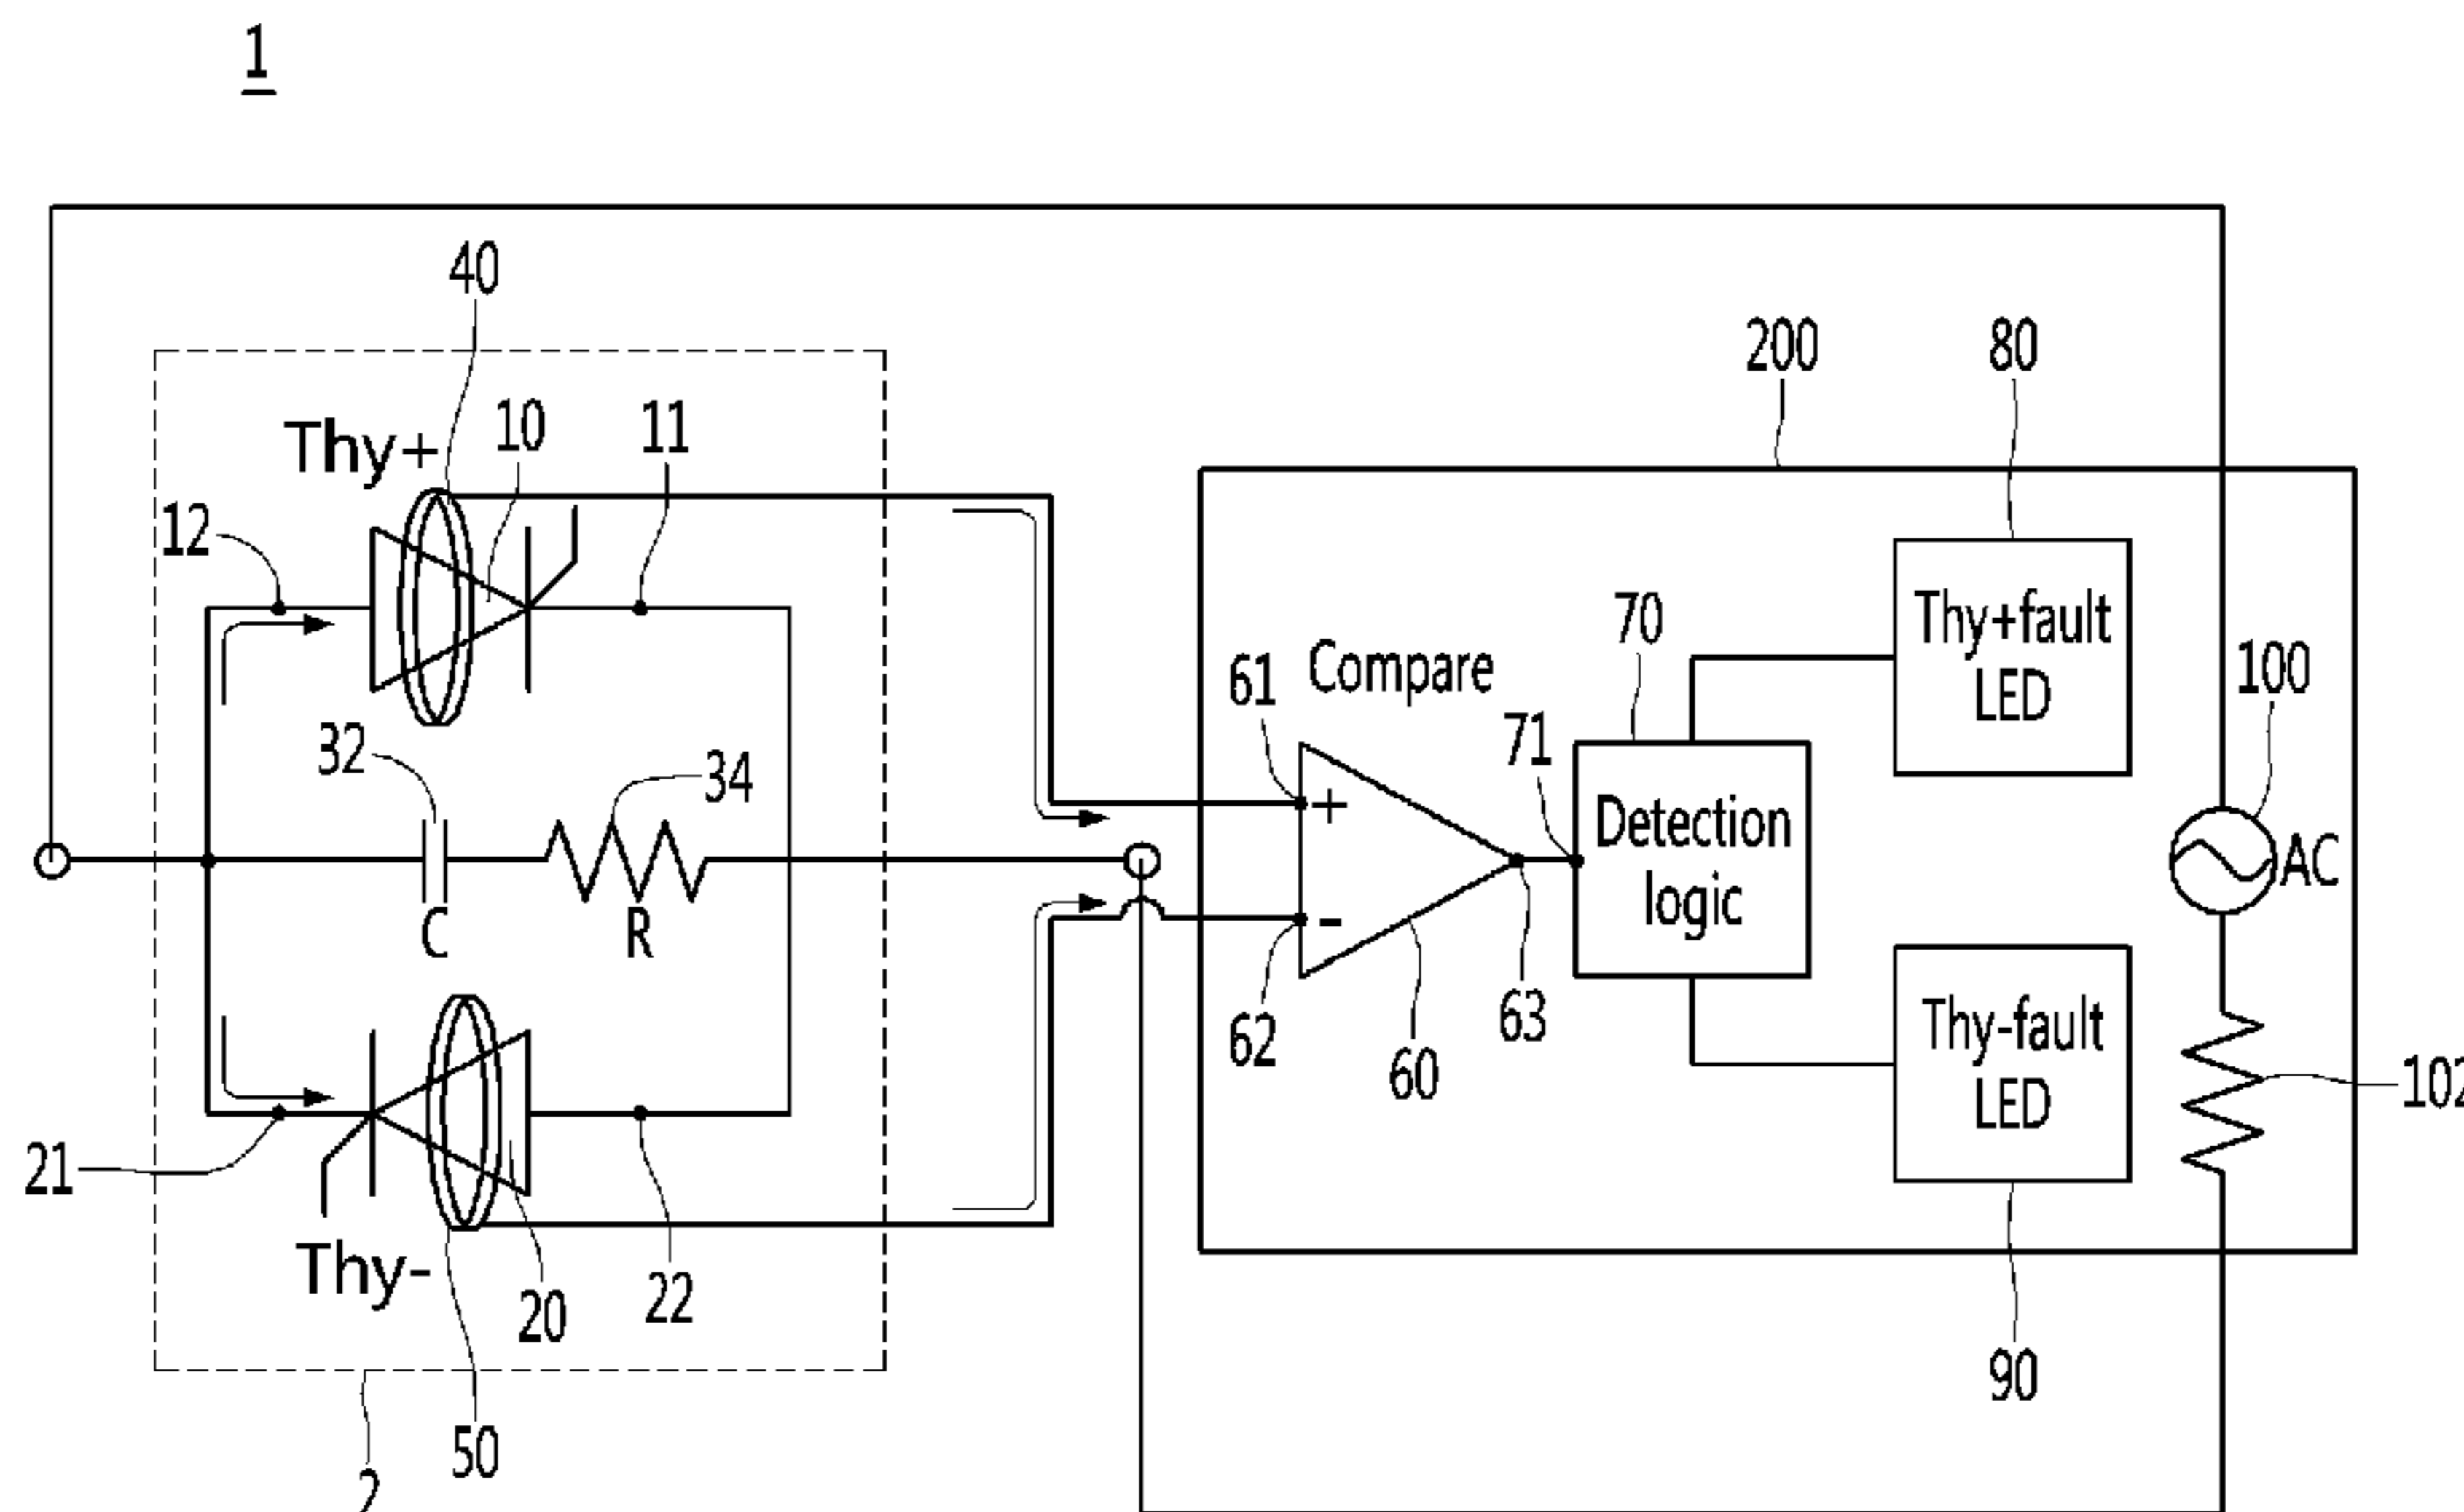 1
40
200
80
Thy+
10
11
12
Thy+fault
LED
70
100
61
Compare
71
32
34
+
Detection
logic
AC
C
R
-
Thy-fault
LED
62
63
60
102
21
Thy-
20
22
90
50
2